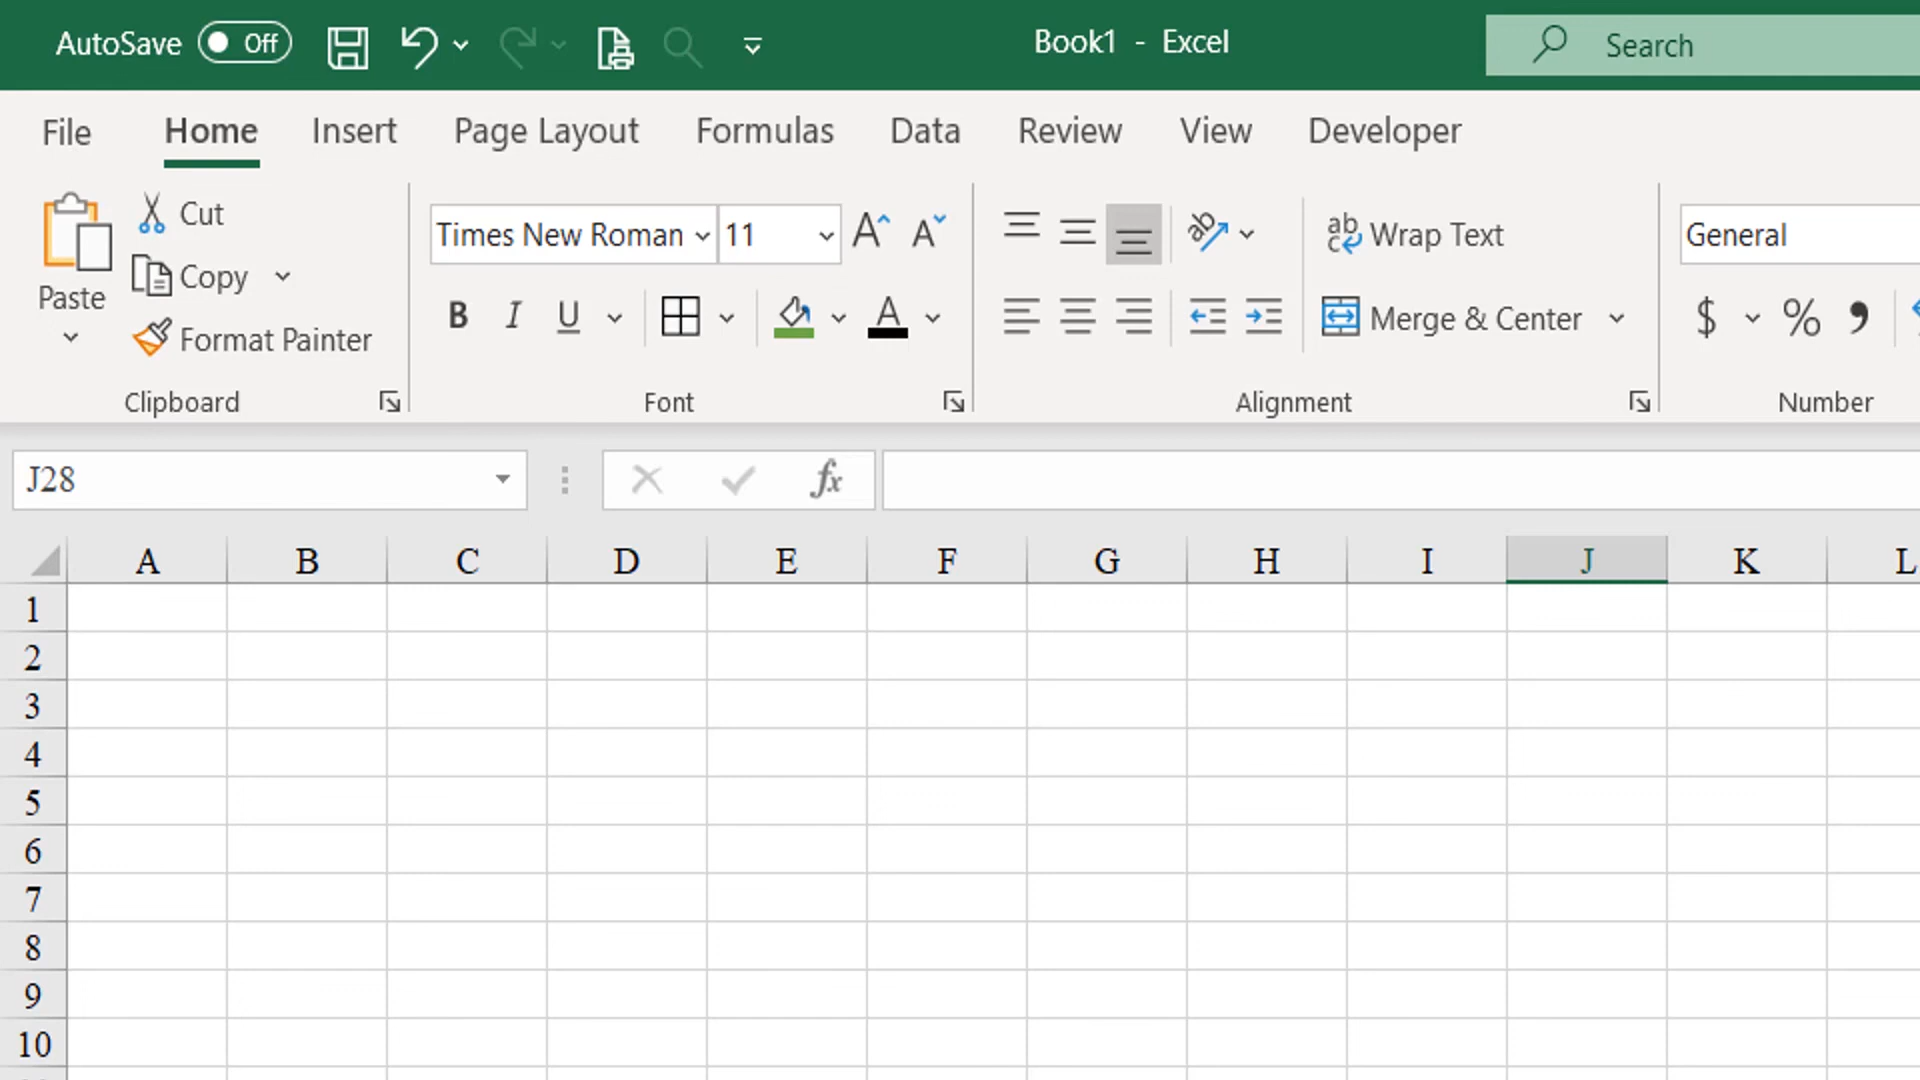 AutoSave Off Book1 - Excel Search
File Home Insert Page Layout Formulas Data Review View Developer
Paste
Cut
Copy
Format Painter
Clipboard
Times New Roman 11
B I U
Font
Wrap Text
Merge & Center
Alignment
General
$ % ,
Number
J28 fx
A B C D E F G H I J K L
1
2
3
4
5
6
7
8
9
10